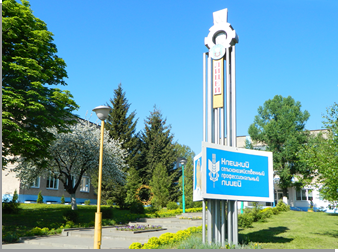 Клецкий
сельскохозяйственный
профессиональный
лицей